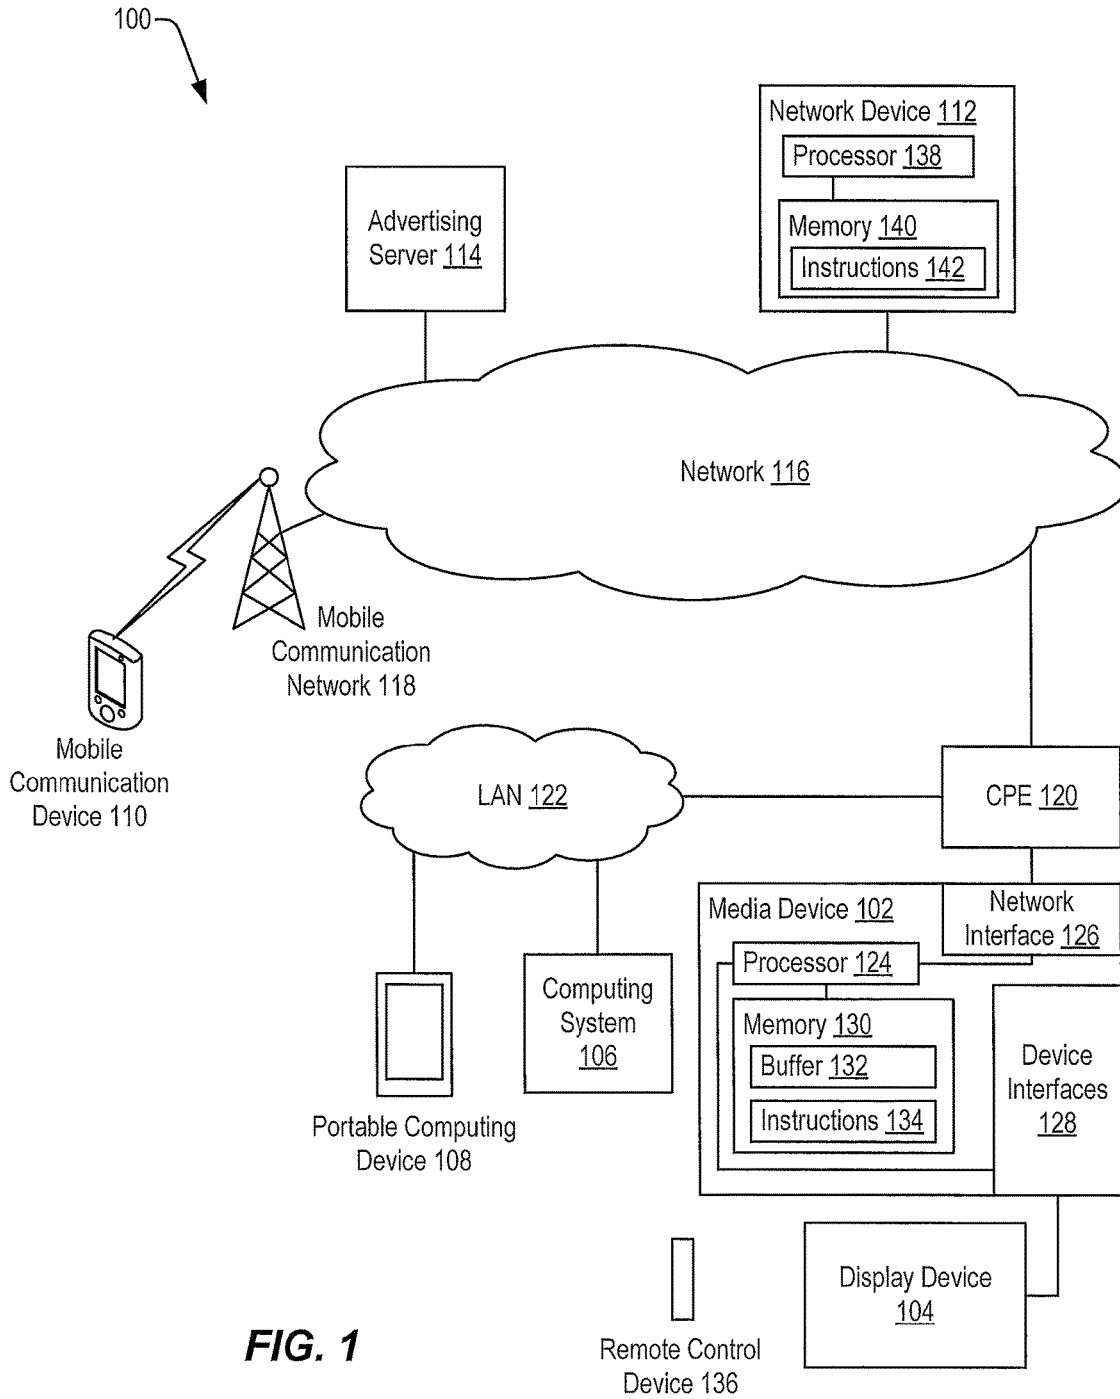 100
Network Device 112
Processor 138
Memory 140
Instructions 142
Advertising
Server 114
Network 116
Mobile
Communication
Network 118
Mobile
Communication
Device 110
LAN 122
CPE 120
Media Device 102
Network
Interface 126
Processor 124
Memory 130
Buffer 132
Instructions 134
Device
Interfaces
128
Computing
System
106
Portable Computing
Device 108
Display Device
104
Remote Control
Device 136
FIG. 1